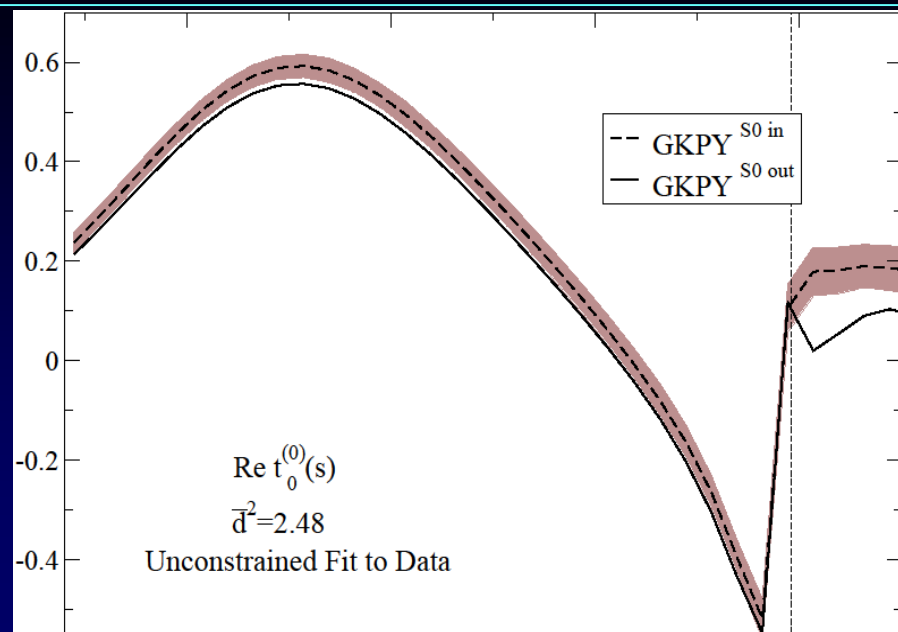 0.6
0.4
0.2
0
-0.2
-0.4
GKPY S0 in
GKPY S0 out
Re t₀⁽⁰⁾(s)
d̅²=2.48
Unconstrained Fit to Data